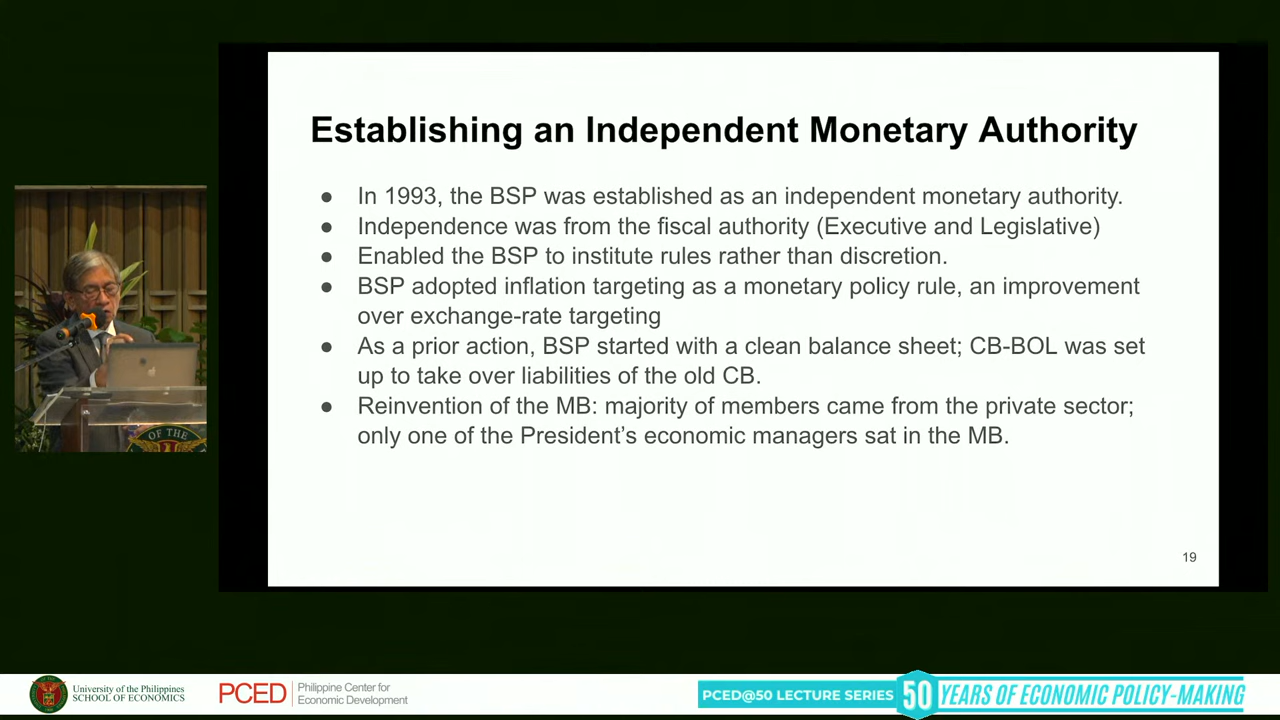 Establishing an Independent Monetary Authority
● In 1993, the BSP was established as an independent monetary authority.
● Independence was from the fiscal authority (Executive and Legislative)
● Enabled the BSP to institute rules rather than discretion.
● BSP adopted inflation targeting as a monetary policy rule, an improvement
over exchange-rate targeting
● As a prior action, BSP started with a clean balance sheet; CB-BOL was set
up to take over liabilities of the old CB.
● Reinvention of the MB: majority of members came from the private sector;
only one of the President's economic managers sat in the MB.
19
OF THE
University of the Philippines
SCHOOL OF ECONOMICS
PCED
Philippine Center for
Economic Development
PCED@50 LECTURE SERIES
50 YEARS OF ECONOMIC POLICY-MAKING